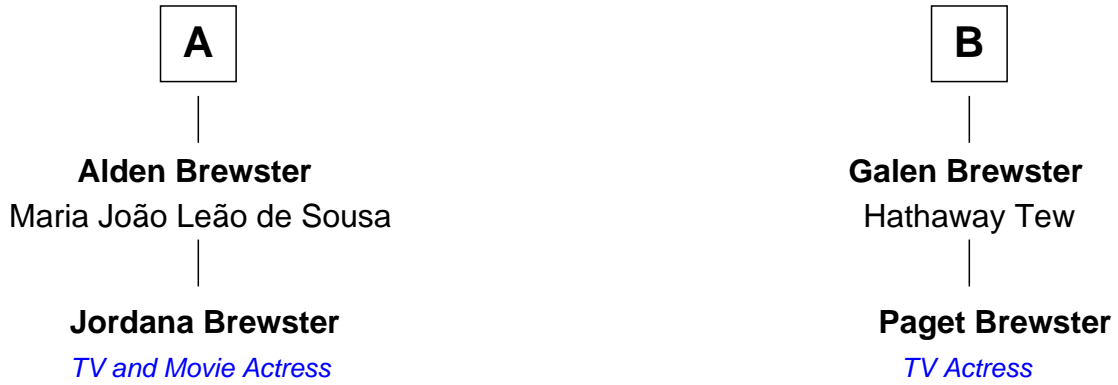 A
B
Alden Brewster
Galen Brewster
Maria João Leão de Sousa
Hathaway Tew
Jordana Brewster
Paget Brewster
TV and Movie Actress
TV Actress